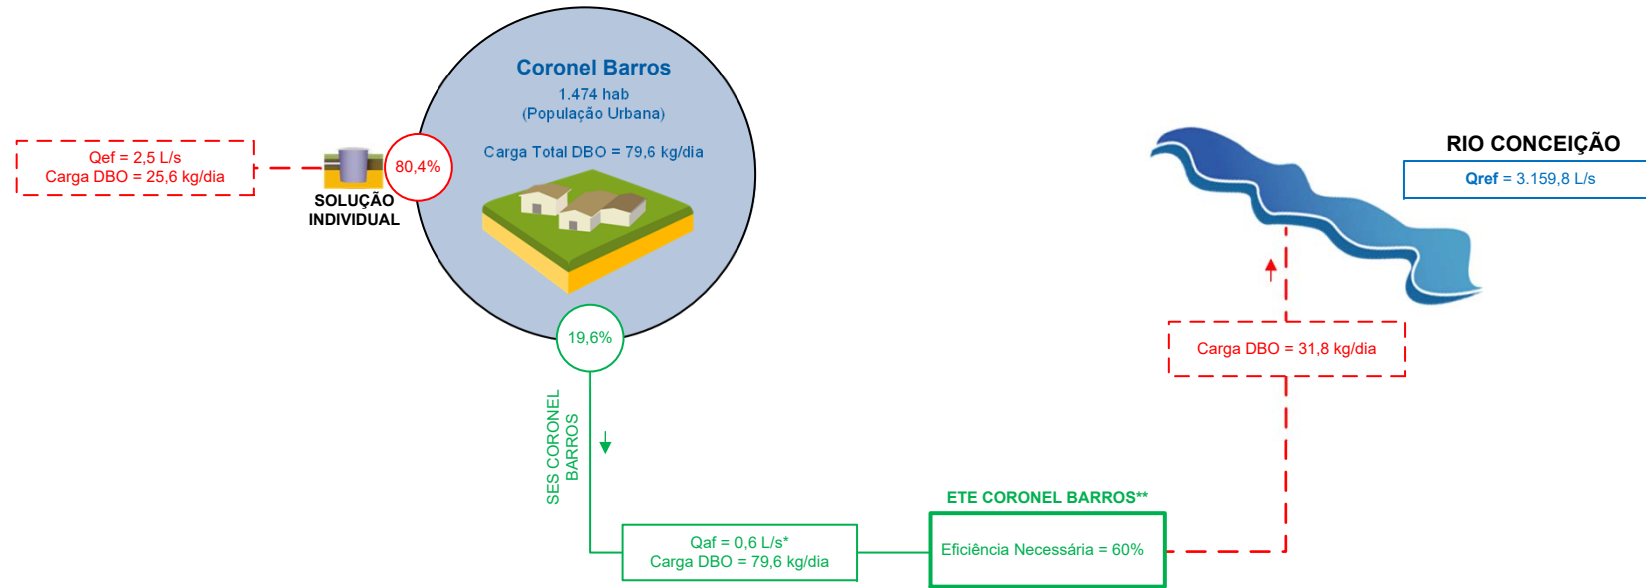 Coronel Barros
1.474 hab
(População Urbana)
Carga Total DBO = 79,6 kg/dia
Qef = 2,5 L/s
Carga DBO = 25,6 kg/dia
80,4%
SOLUÇÃO
INDIVIDUAL
19,6%
SES CORONEL
BARROS
Qaf = 0,6 L/s*
Carga DBO = 79,6 kg/dia
ETE CORONEL BARROS**
Eficiência Necessária = 60%
Carga DBO = 31,8 kg/dia
RIO CONCEIÇÃO
Qref = 3.159,8 L/s